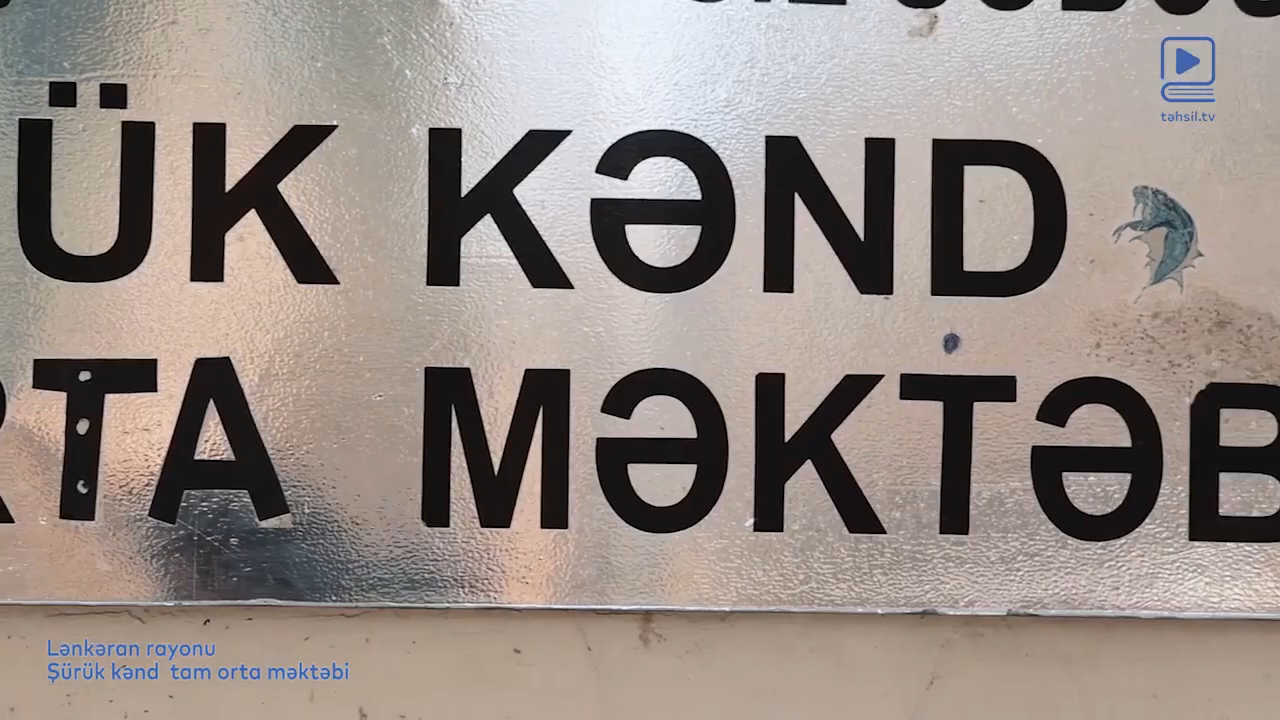 təhsil.tv
ÜK KƏND
RTA MƏKTƏB
Lənkəran rayonu
Şürük kənd tam orta məktəbi